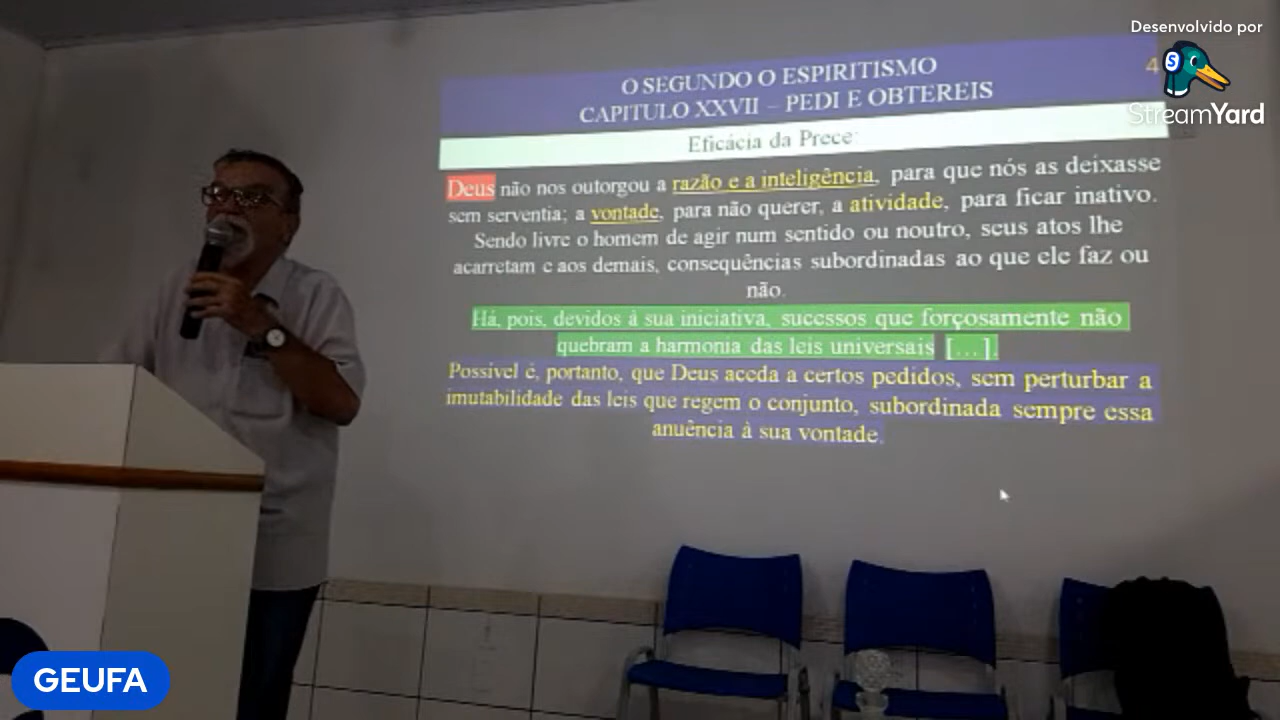 Desenvolvido por
StreamYard
4
O SEGUNDO O ESPIRITISMO
CAPITULO XXVII – PEDI E OBTEREIS
Eficácia da Prece:
Deus não nos outorgou a razão e a inteligência, para que nós as deixasse
sem serventia; a vontade, para não querer, a atividade, para ficar inativo.
Sendo livre o homem de agir num sentido ou noutro, seus atos lhe
acarretam e aos demais, consequências subordinadas ao que ele faz ou
não.
Há, pois, devidos à sua iniciativa, sucessos que forçosamente não
quebram a harmonia das leis universais [...].
Possível é, portanto, que Deus aceda a certos pedidos, sem perturbar a
imutabilidade das leis que regem o conjunto, subordinada sempre essa
anuência à sua vontade.
GEUFA